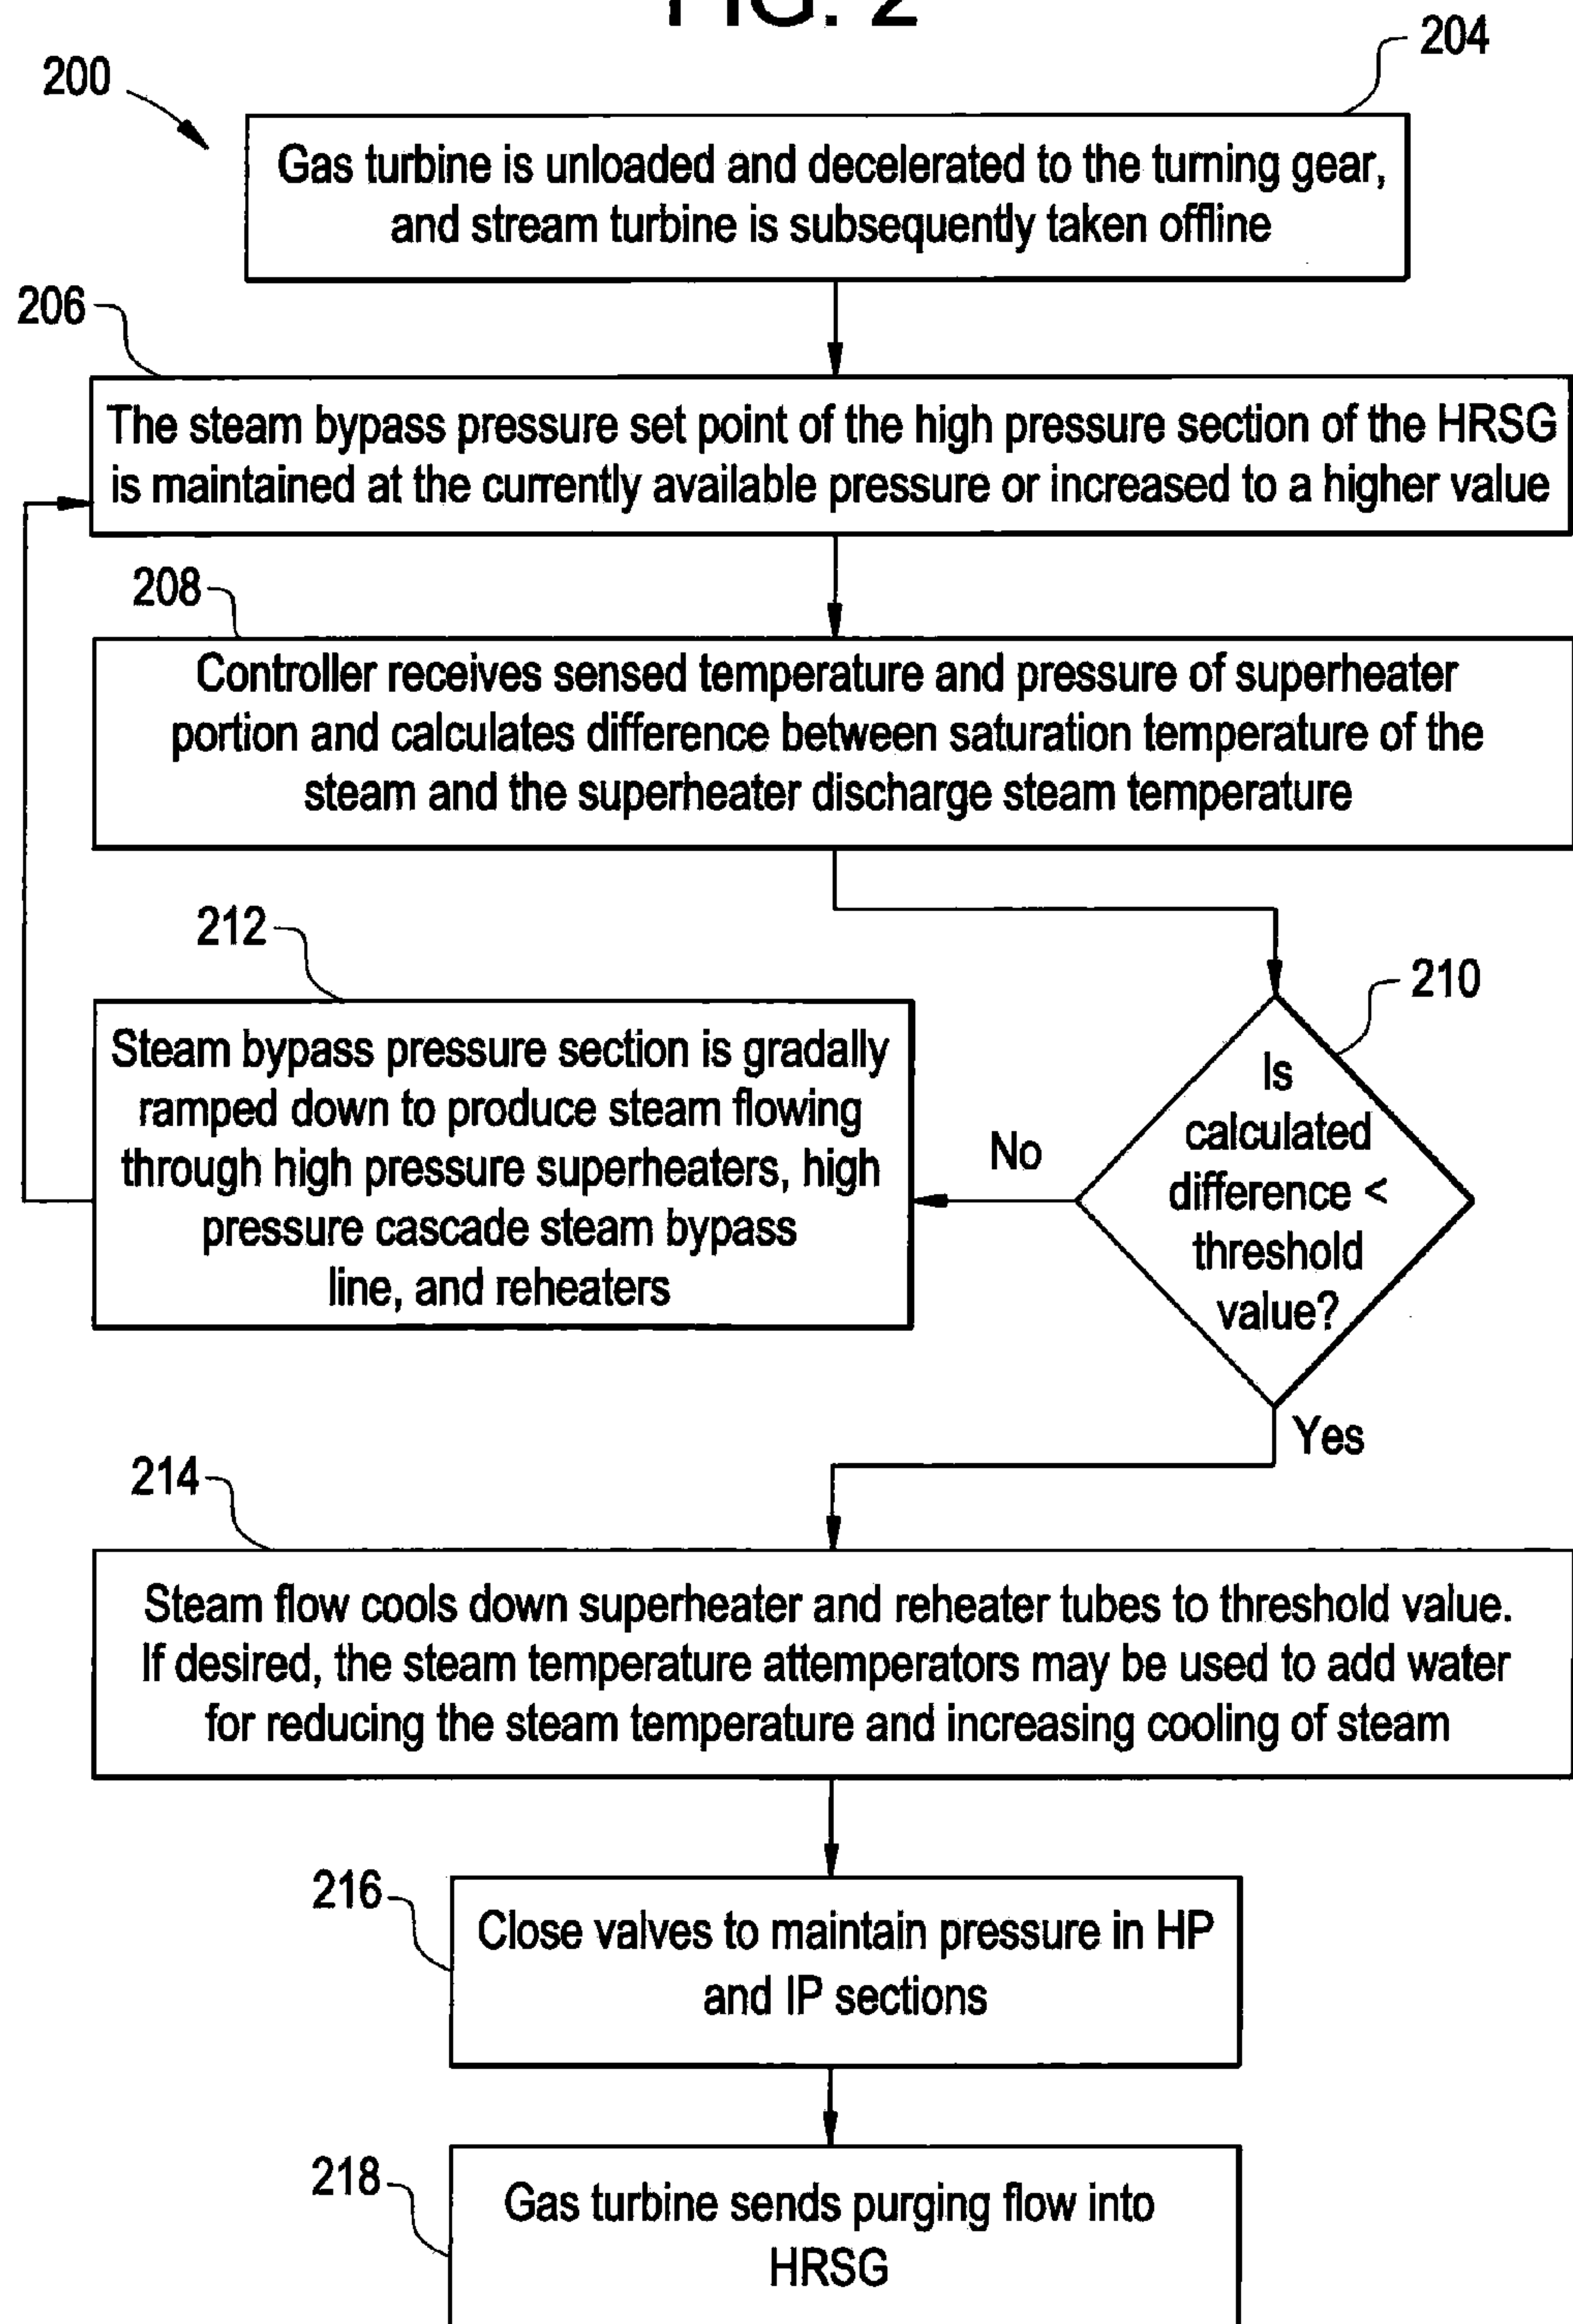 FIG. 2
200
204
Gas turbine is unloaded and decelerated to the turning gear,
and stream turbine is subsequently taken offline
206
The steam bypass pressure set point of the high pressure section of the HRSG
is maintained at the currently available pressure or increased to a higher value
208
Controller receives sensed temperature and pressure of superheater
portion and calculates difference between saturation temperature of the
steam and the superheater discharge steam temperature
212
Steam bypass pressure section is gradally
ramped down to produce steam flowing
through high pressure superheaters, high
pressure cascade steam bypass
line, and reheaters
No
210
Is
calculated
difference <
threshold
value?
Yes
214
Steam flow cools down superheater and reheater tubes to threshold value.
If desired, the steam temperature attemperators may be used to add water
for reducing the steam temperature and increasing cooling of steam
216
Close valves to maintain pressure in HP
and IP sections
218
Gas turbine sends purging flow into
HRSG